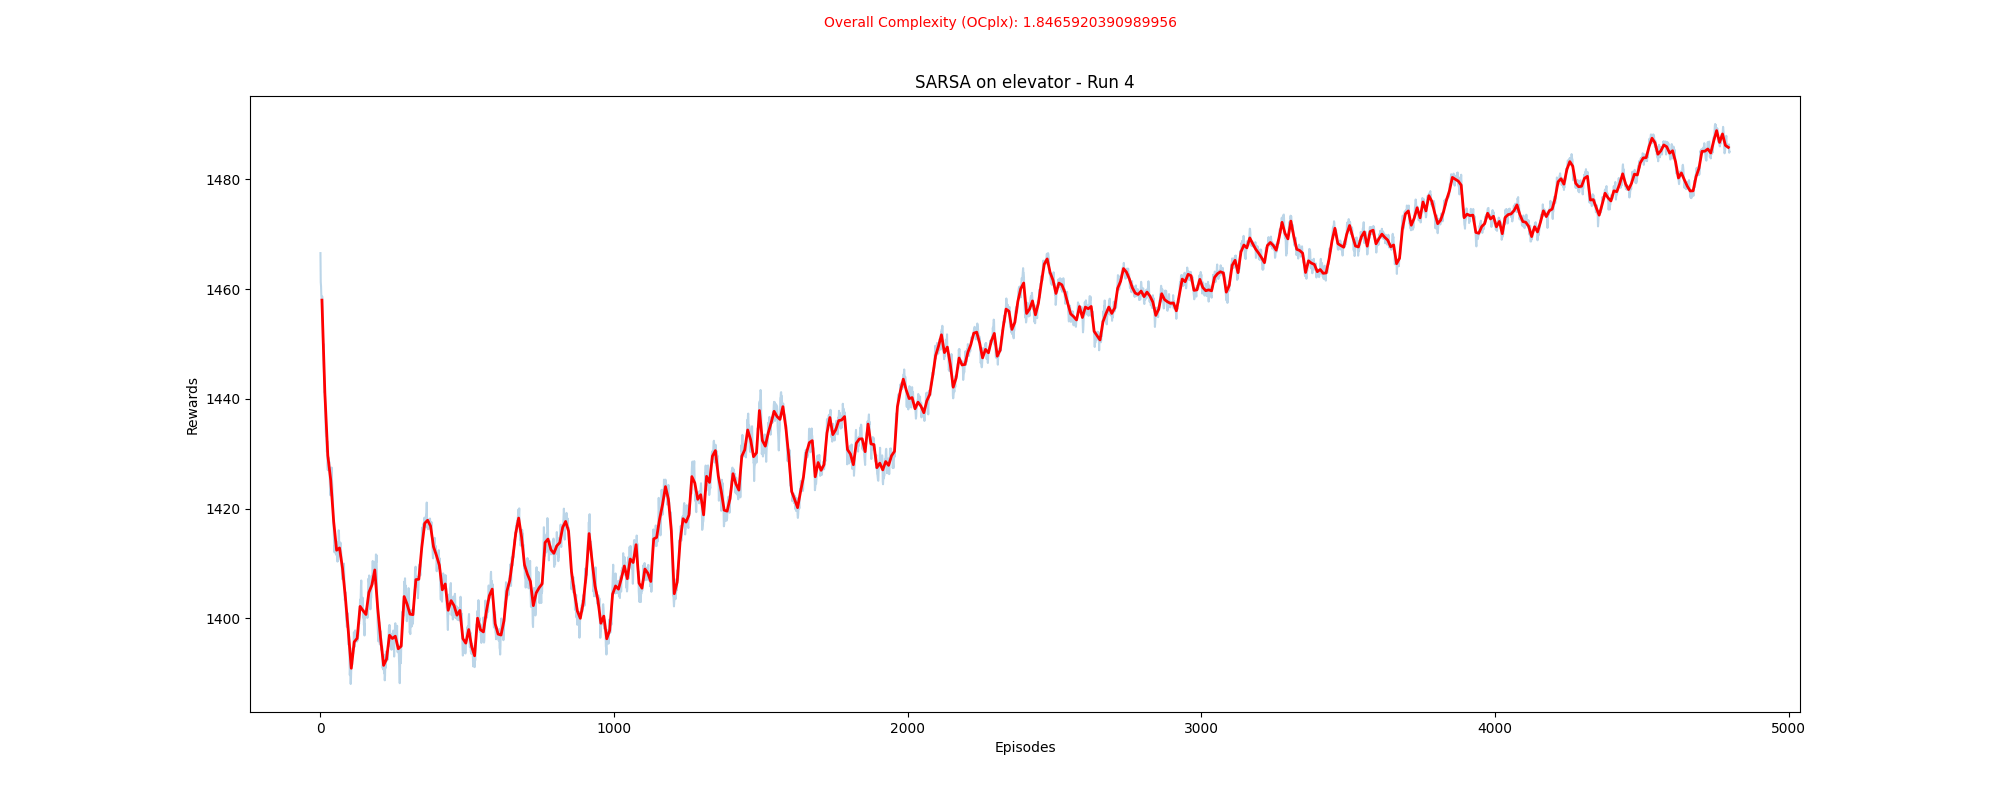 Overall Complexity (OCplx): 1.8465920390989956
SARSA on elevator - Run 4
Rewards
1480
1460
1440
1420
1400
0 1000 2000 3000 4000 5000
Episodes